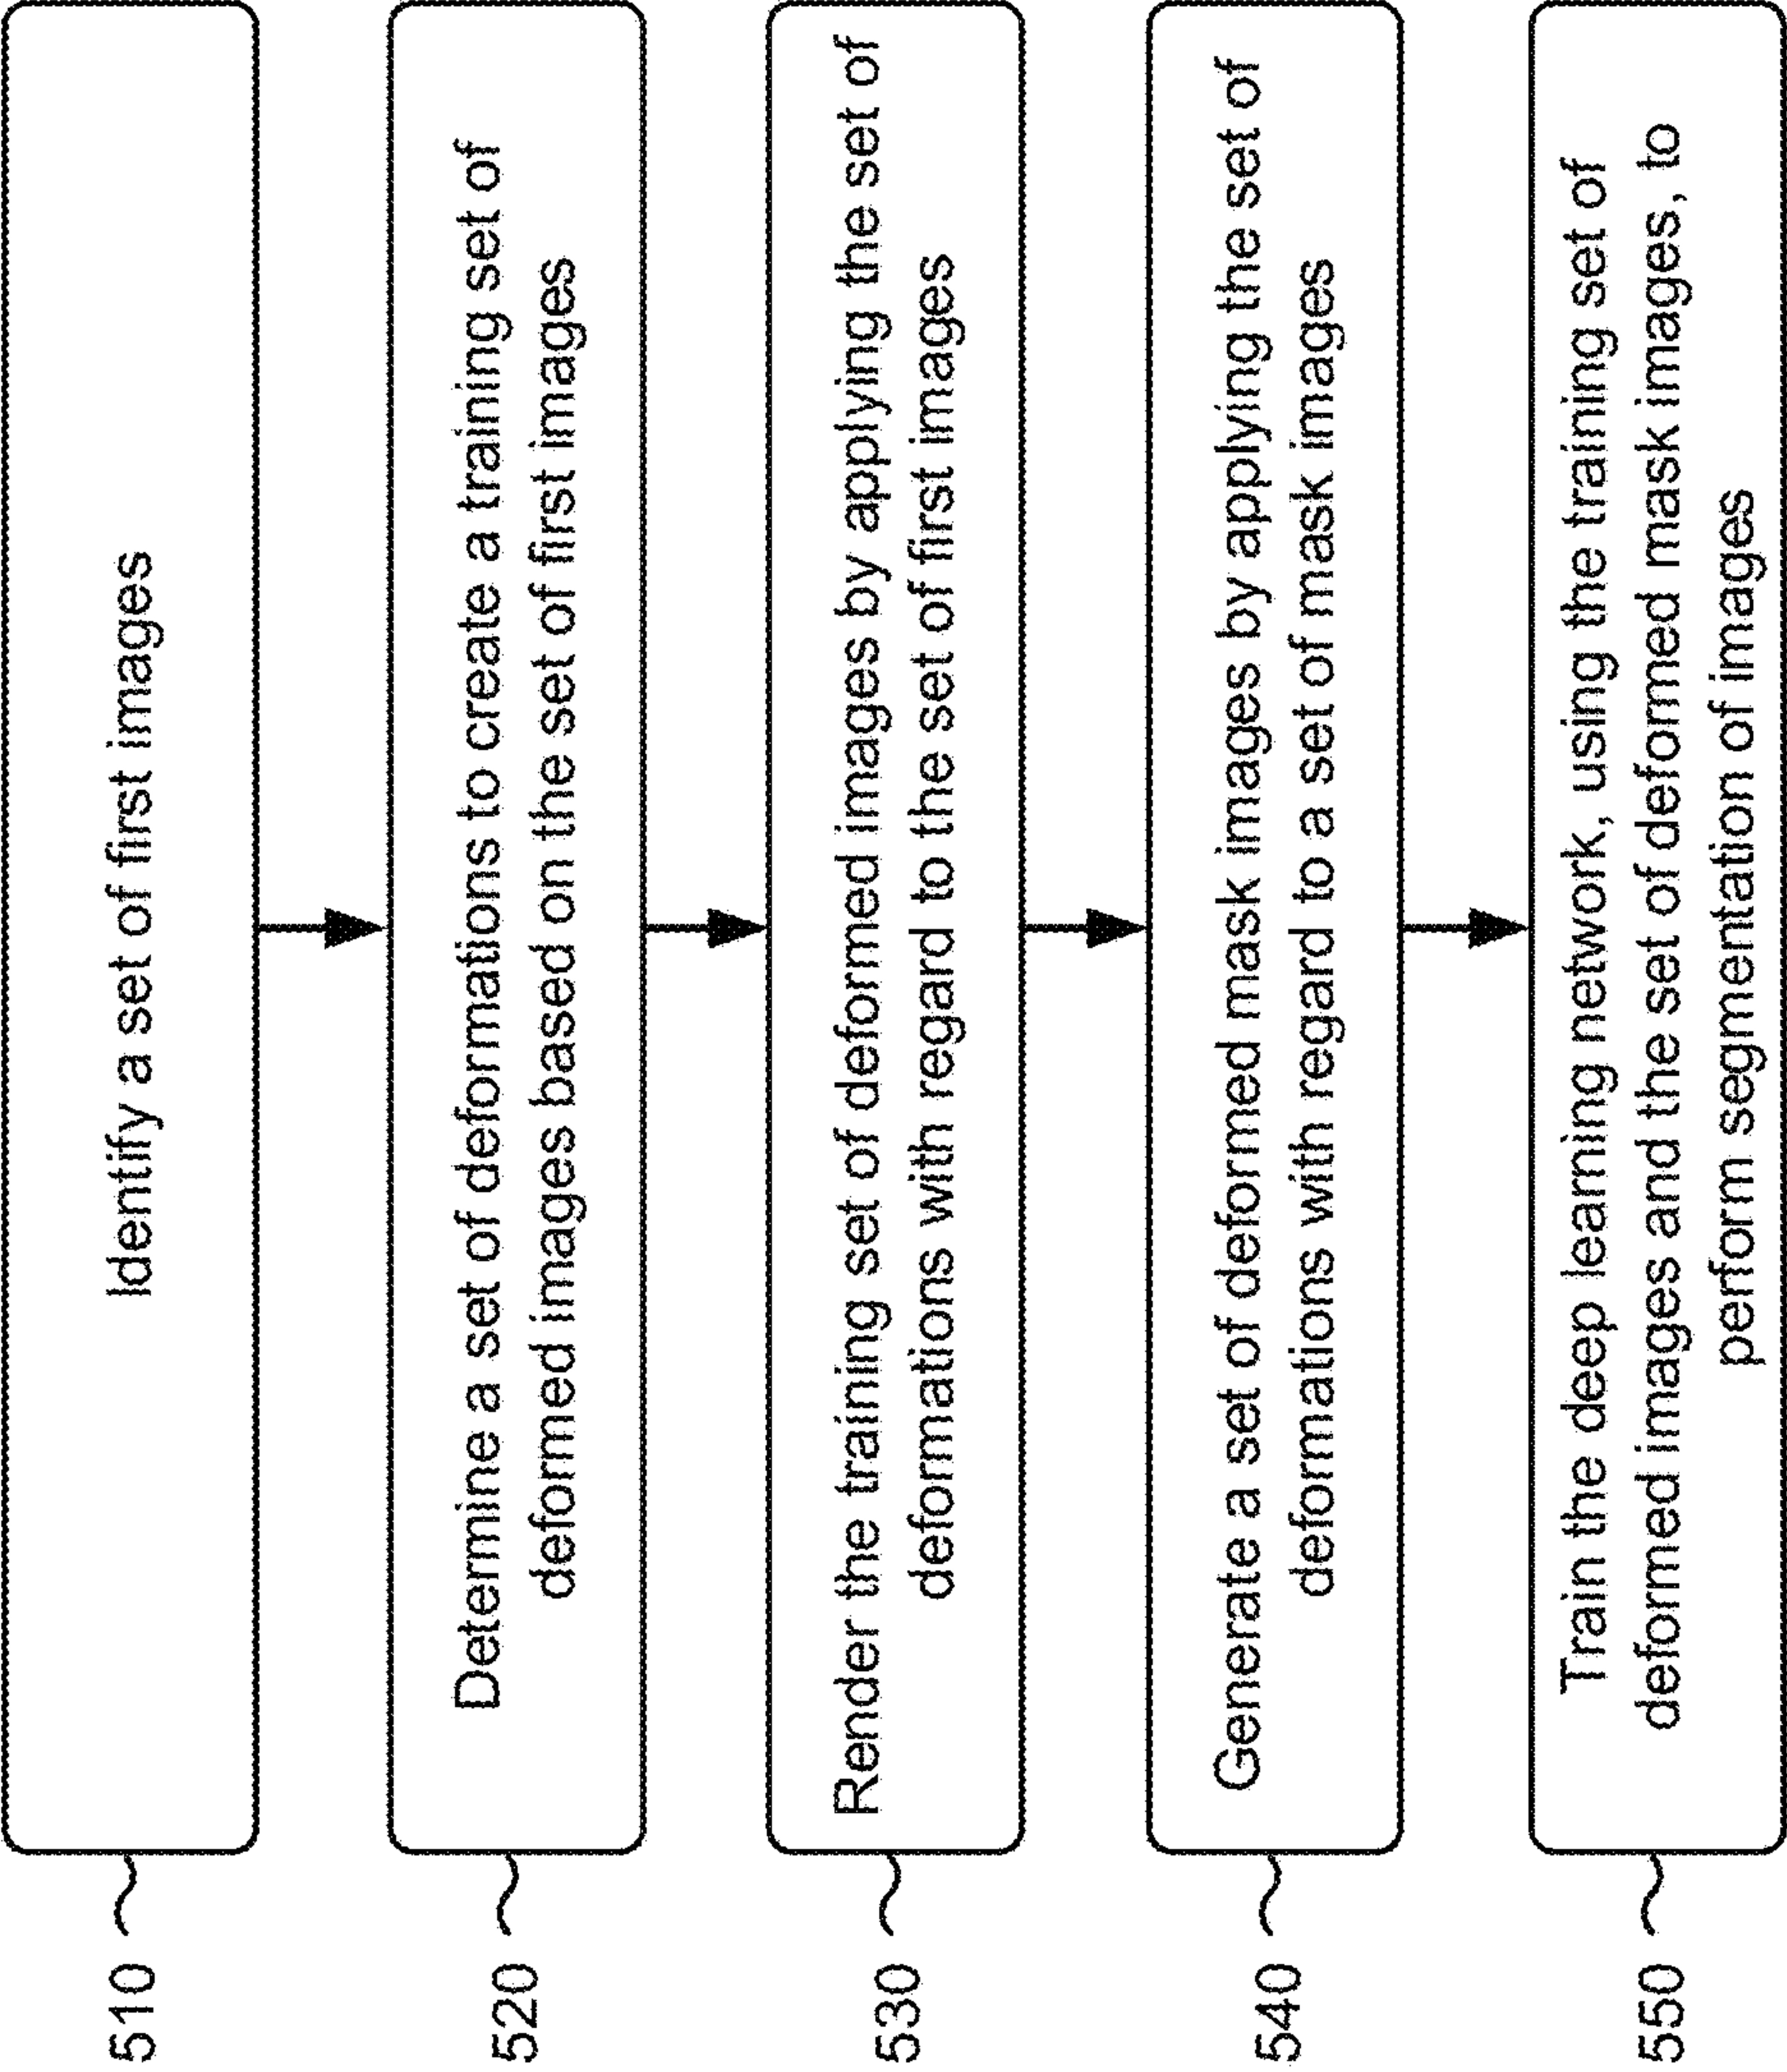 510
Identify a set of first images
520
Determine a set of deformations to create a training set of
deformed images based on the set of first images
530
Render the training set of deformed images by applying the set of
deformations with regard to the set of first images
540
Generate a set of deformed mask images by applying the set of
deformations with regard to a set of mask images
550
Train the deep learning network, using the training set of
deformed images and the set of deformed mask images, to
perform segmentation of images